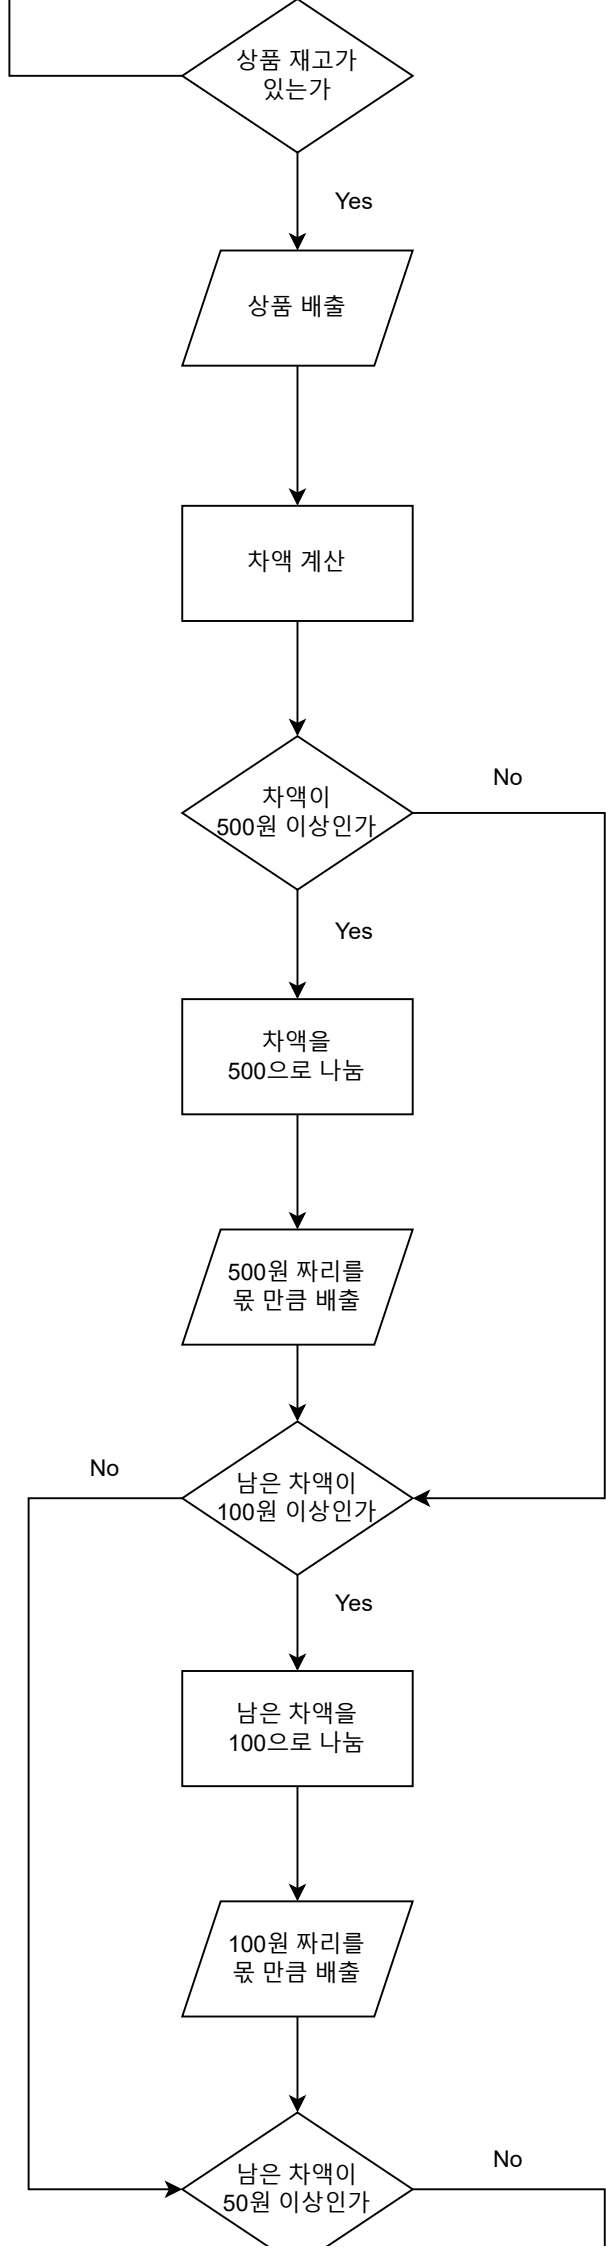 상품 재고가
있는가
Yes
상품 배출
차액 계산
차액이
500원 이상인가
No
Yes
차액을
500으로 나눔
500원 짜리를
몫 만큼 배출
No
남은 차액이
100원 이상인가
Yes
남은 차액을
100으로 나눔
100원 짜리를
몫 만큼 배출
남은 차액이
50원 이상인가
No